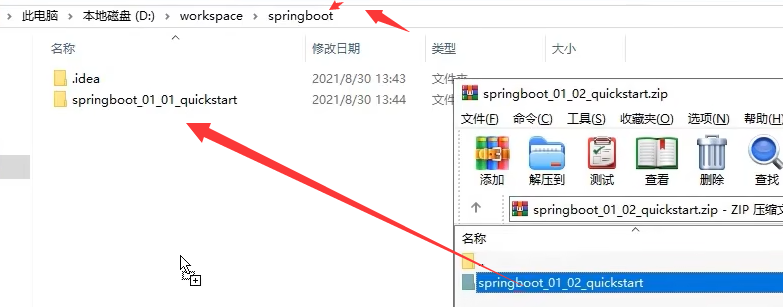 此电脑 > 本地磁盘 (D:) > workspace > springboot
名称 修改日期 类型 大小
.idea 2021/8/30 13:43 文件夹
springboot_01_01_quickstart 2021/8/30 13:44 文件
springboot_01_02_quickstart.zip
文件(F) 命令(C) 工具(S) 收藏夹(O) 选项(N) 帮助(H)
添加 解压到 测试 查看 删除 查找
springboot_01_02_quickstart.zip - ZIP 压缩文
名称
..
springboot_01_02_quickstart